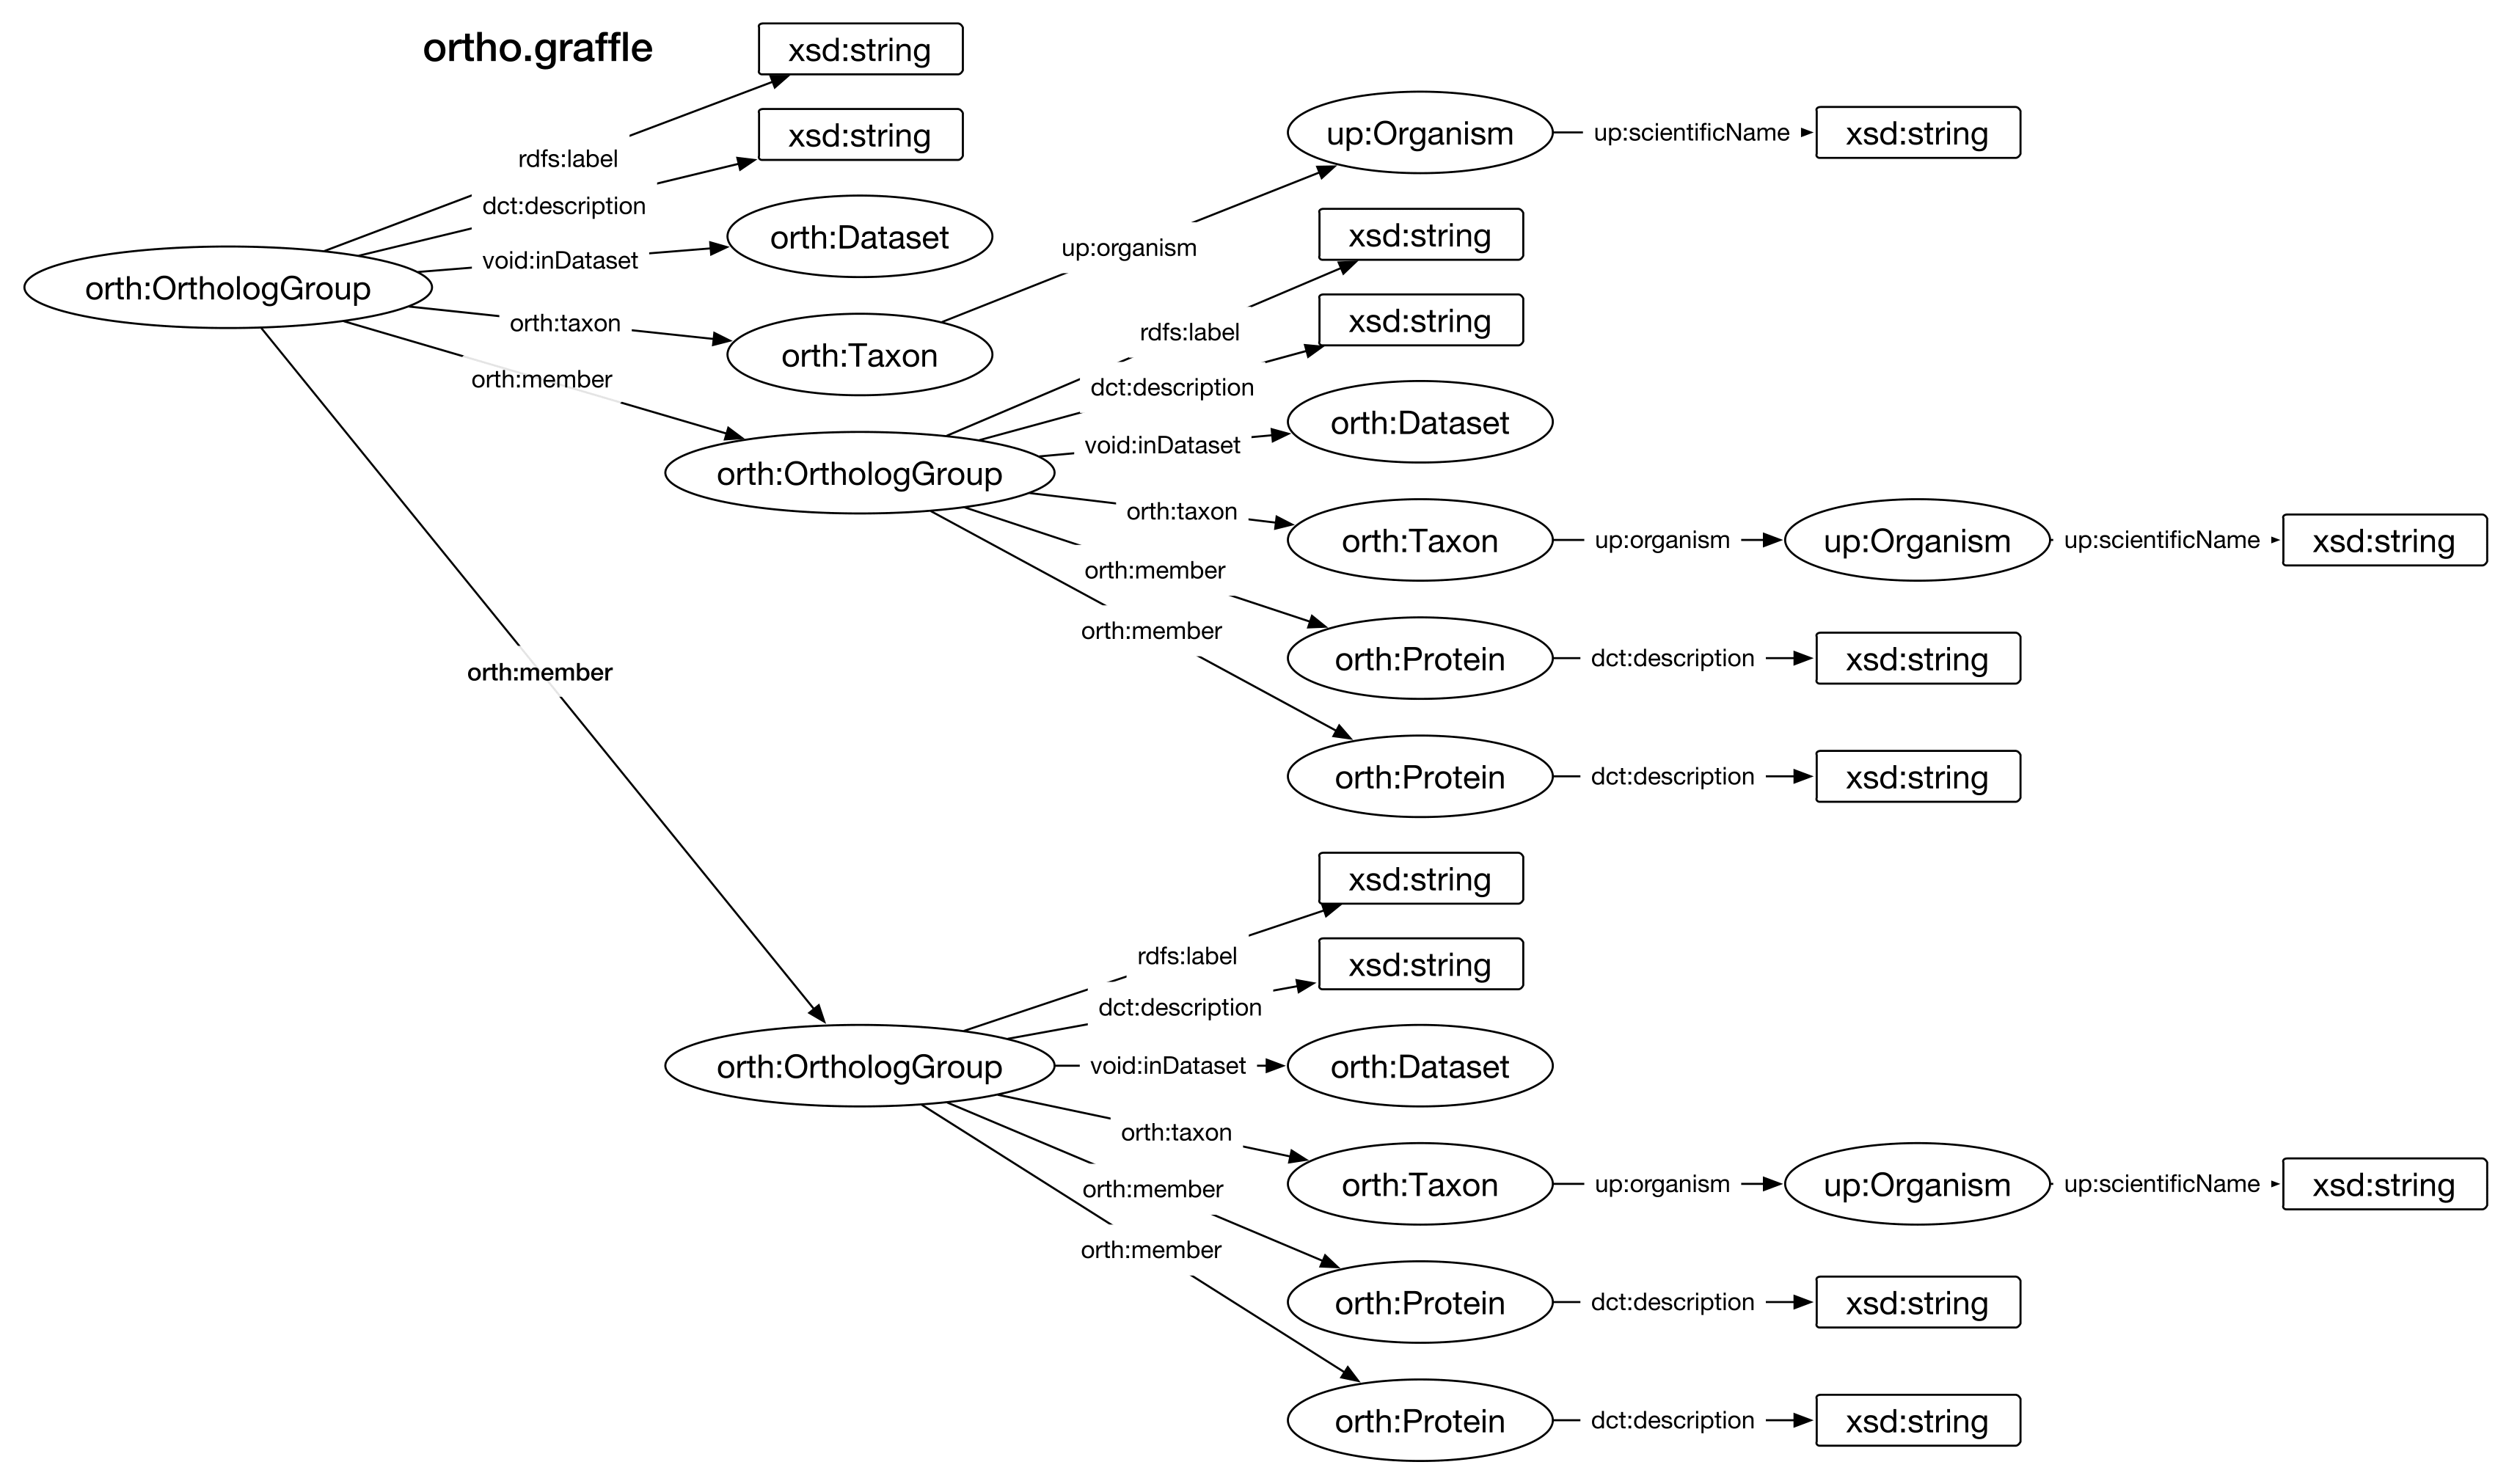 ortho.graffle
xsd:string
rdfs:label
xsd:string
dct:description
orth:OrthologGroup
void:inDataset
orth:Dataset
orth:taxon
orth:Taxon
up:organism
up:Organism
up:scientificName
xsd:string
orth:member
orth:OrthologGroup
rdfs:label
xsd:string
dct:description
xsd:string
void:inDataset
orth:Dataset
orth:taxon
orth:Taxon
up:organism
up:Organism
up:scientificName
xsd:string
orth:member
orth:Protein
dct:description
xsd:string
orth:member
orth:Protein
dct:description
xsd:string
orth:member
orth:OrthologGroup
rdfs:label
xsd:string
dct:description
xsd:string
void:inDataset
orth:Dataset
orth:taxon
orth:Taxon
up:organism
up:Organism
up:scientificName
xsd:string
orth:member
orth:Protein
dct:description
xsd:string
orth:member
orth:Protein
dct:description
xsd:string